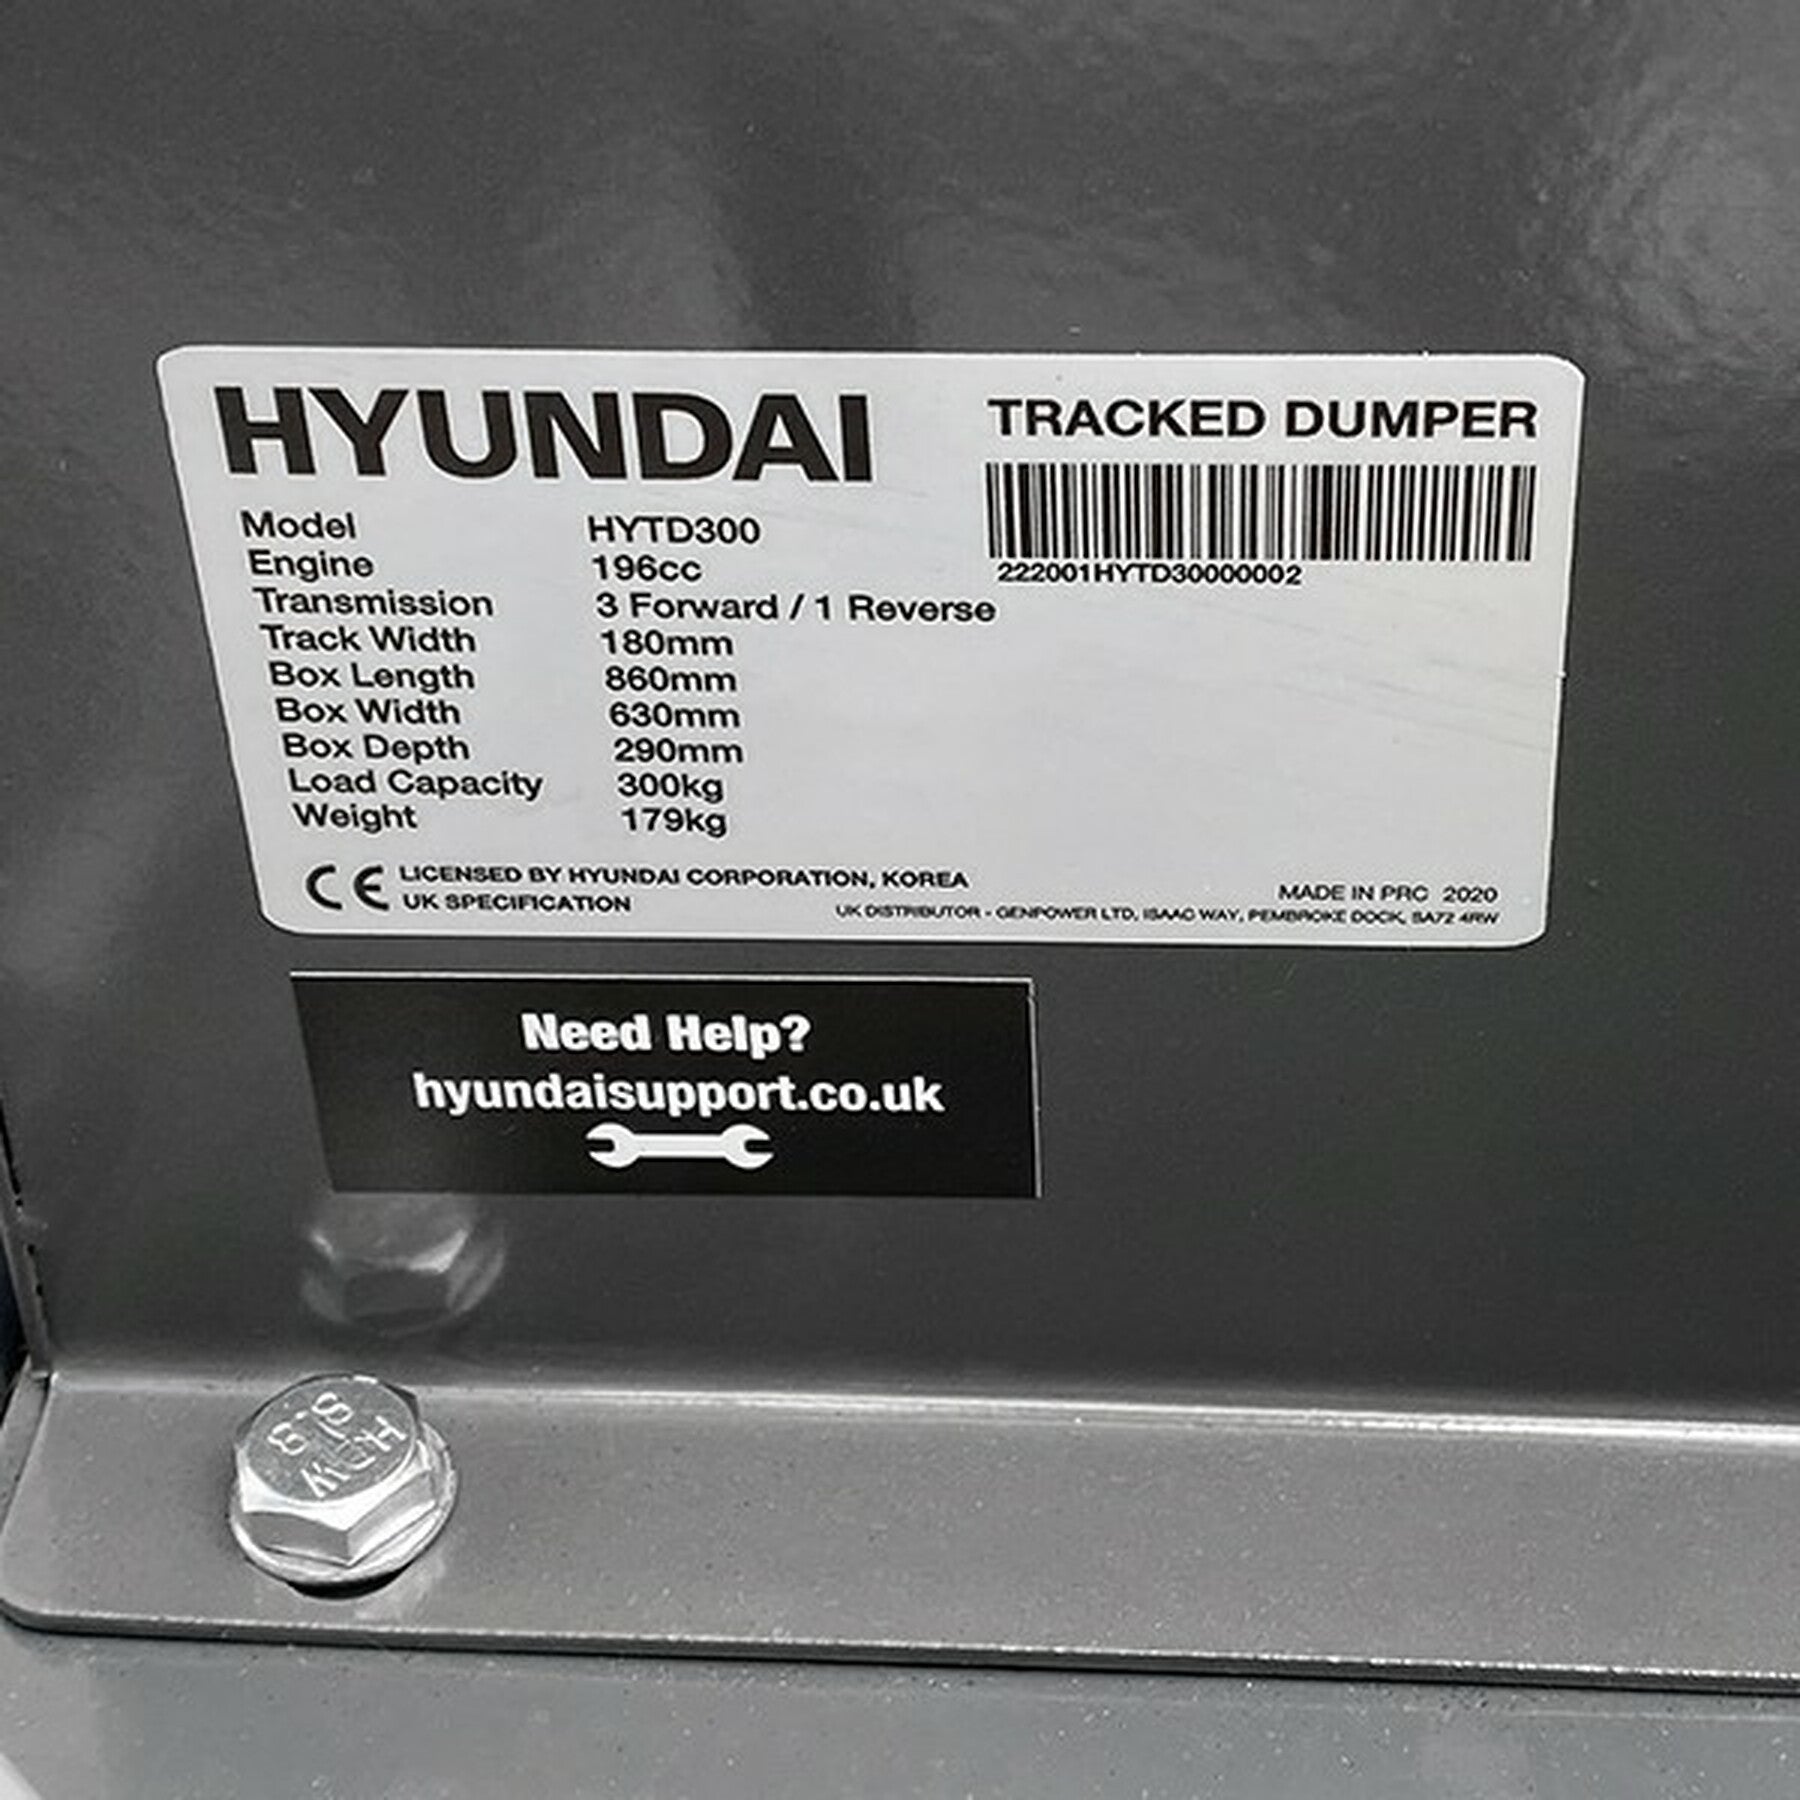 HYUNDAI
TRACKED DUMPER
222001HYTD30000002
Model HYTD300
Engine 196cc
Transmission 3 Forward / 1 Reverse
Track Width 180mm
Box Length 860mm
Box Width 630mm
Box Depth 290mm
Load Capacity 300kg
Weight 179kg
CE LICENSED BY HYUNDAI CORPORATION, KOREA
UK SPECIFICATION
MADE IN PRC 2020
UK DISTRIBUTOR - GENPOWER LTD, ISAAC WAY, PEMBROKE DOCK, SA72 4RW
Need Help?
hyundaisupport.co.uk